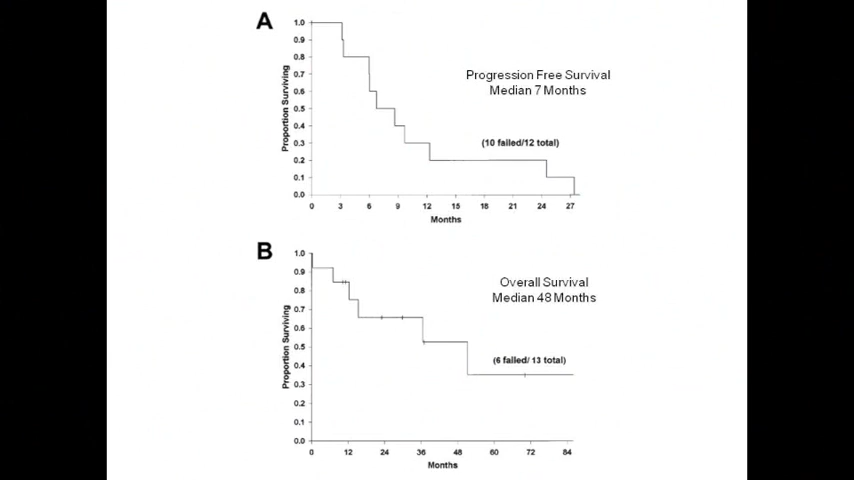 A
1.0
0.9
0.8
0.7
0.6
0.5
0.4
0.3
0.2
0.1
0.0
Proportion Surviving
Progression Free Survival
Median 7 Months
(10 failed/12 total)
0 3 6 9 12 15 18 21 24 27
Months
B
1.0
0.9
0.8
0.7
0.6
0.5
0.4
0.3
0.2
0.1
0.0
Proportion Surviving
Overall Survival
Median 48 Months
(6 failed/ 13 total)
0 12 24 36 48 60 72 84
Months